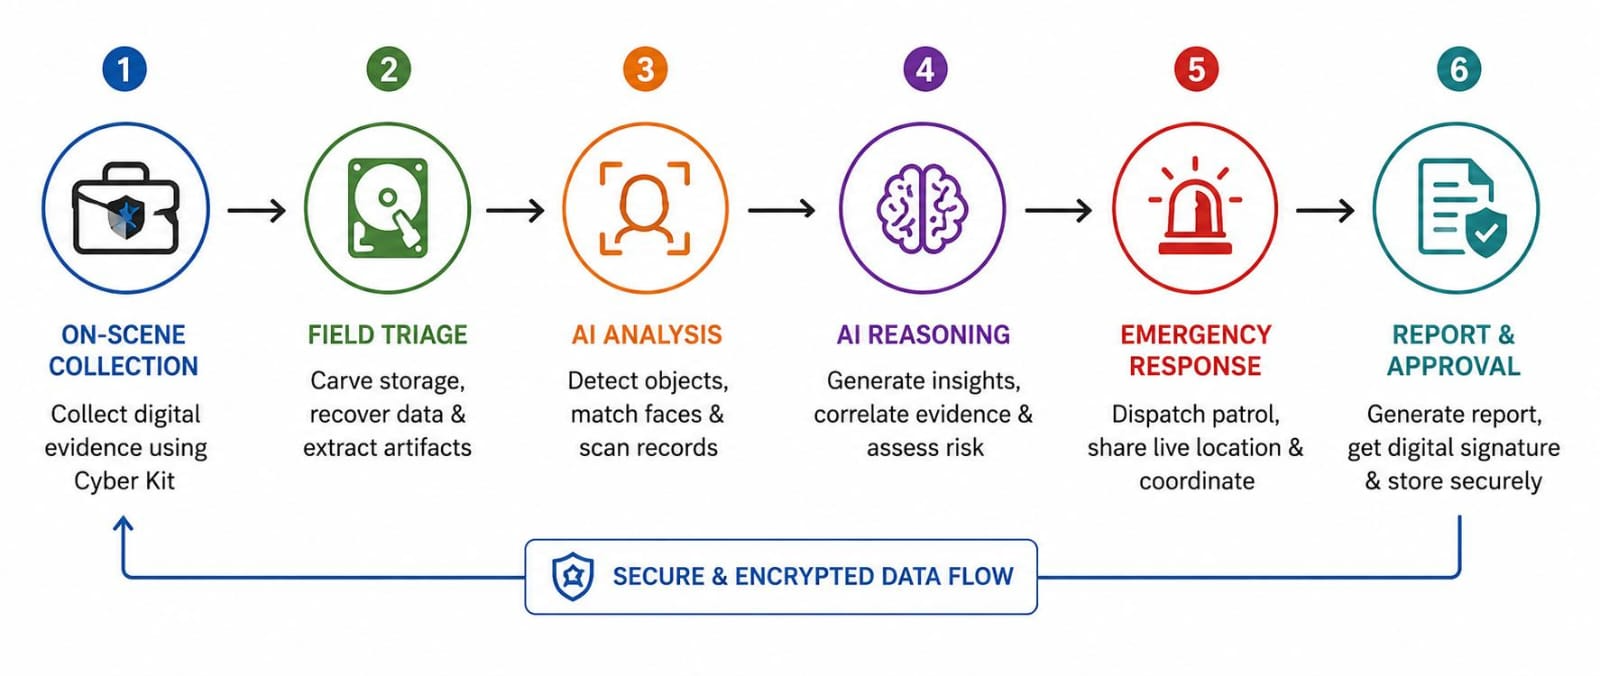 1
2
3
4
5
6
ON-SCENE
COLLECTION
Collect digital
evidence using
Cyber Kit
FIELD TRIAGE
Carve storage,
recover data &
extract artifacts
AI ANALYSIS
Detect objects,
match faces &
scan records
AI REASONING
Generate insights,
correlate evidence &
assess risk
EMERGENCY
RESPONSE
Dispatch patrol,
share live location &
coordinate
REPORT &
APPROVAL
Generate report,
get digital signature
& store securely
SECURE & ENCRYPTED DATA FLOW